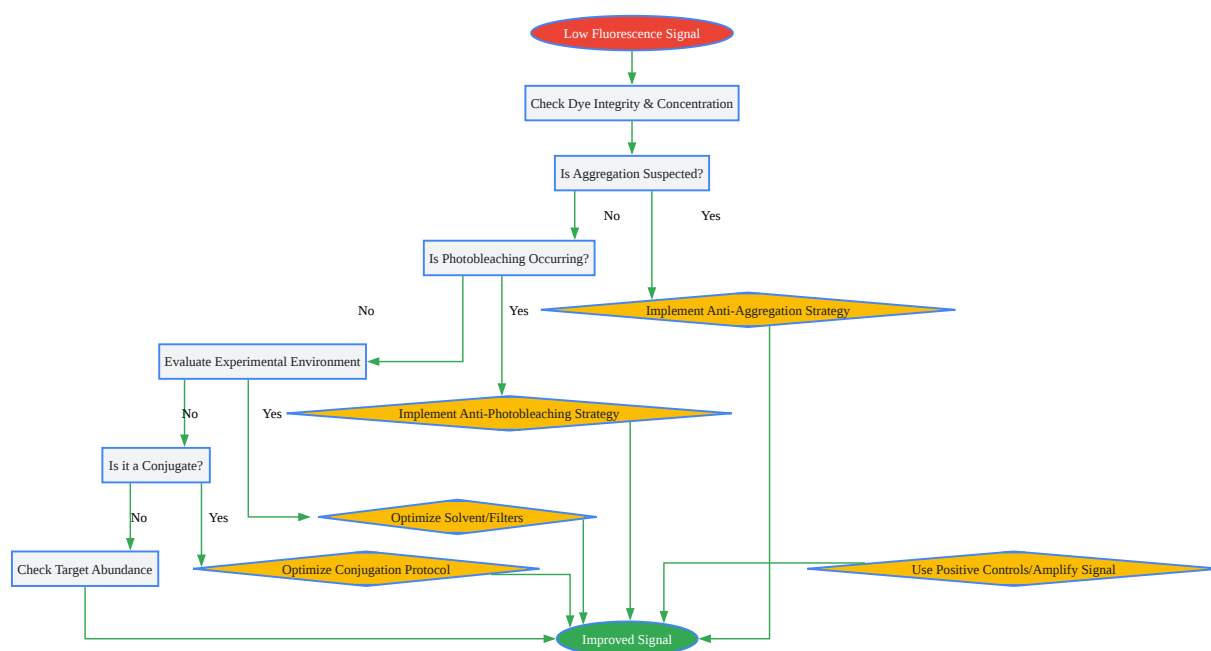 Low Fluorescence Signal
Check Dye Integrity & Concentration
Is Aggregation Suspected?
No
Yes
Is Photobleaching Occurring?
No
Yes
Implement Anti-Aggregation Strategy
Evaluate Experimental Environment
No
Yes
Implement Anti-Photobleaching Strategy
Is it a Conjugate?
No
Yes
Optimize Solvent/Filters
Check Target Abundance
Optimize Conjugation Protocol
Use Positive Controls/Amplify Signal
Improved Signal